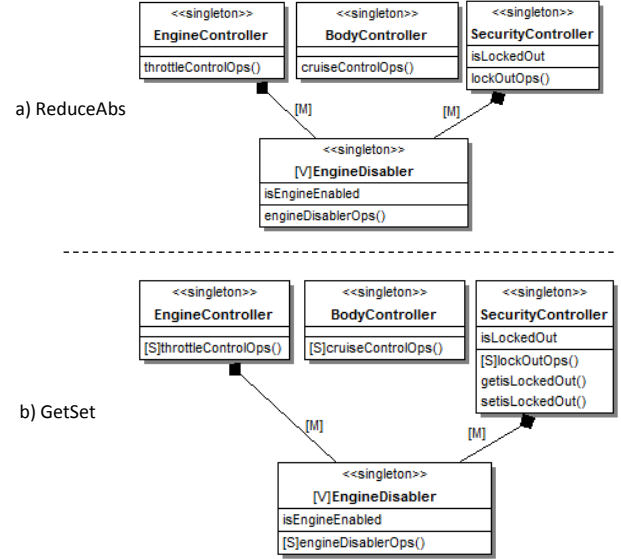 <<singleton>>
EngineController
throttleControlOps()
<<singleton>>
BodyController
cruiseControlOps()
<<singleton>>
SecurityController
isLockedOut
lockOutOps()
a) ReduceAbs
[M]
[M]
<<singleton>>
[V]EngineDisabler
isEngineEnabled
engineDisablerOps()
<<singleton>>
EngineController
[S]throttleControlOps()
<<singleton>>
BodyController
[S]cruiseControlOps()
<<singleton>>
SecurityController
isLockedOut
[S]lockOutOps()
getisLockedOut()
setisLockedOut()
b) GetSet
[M]
[M]
<<singleton>>
[V]EngineDisabler
isEngineEnabled
[S]engineDisablerOps()